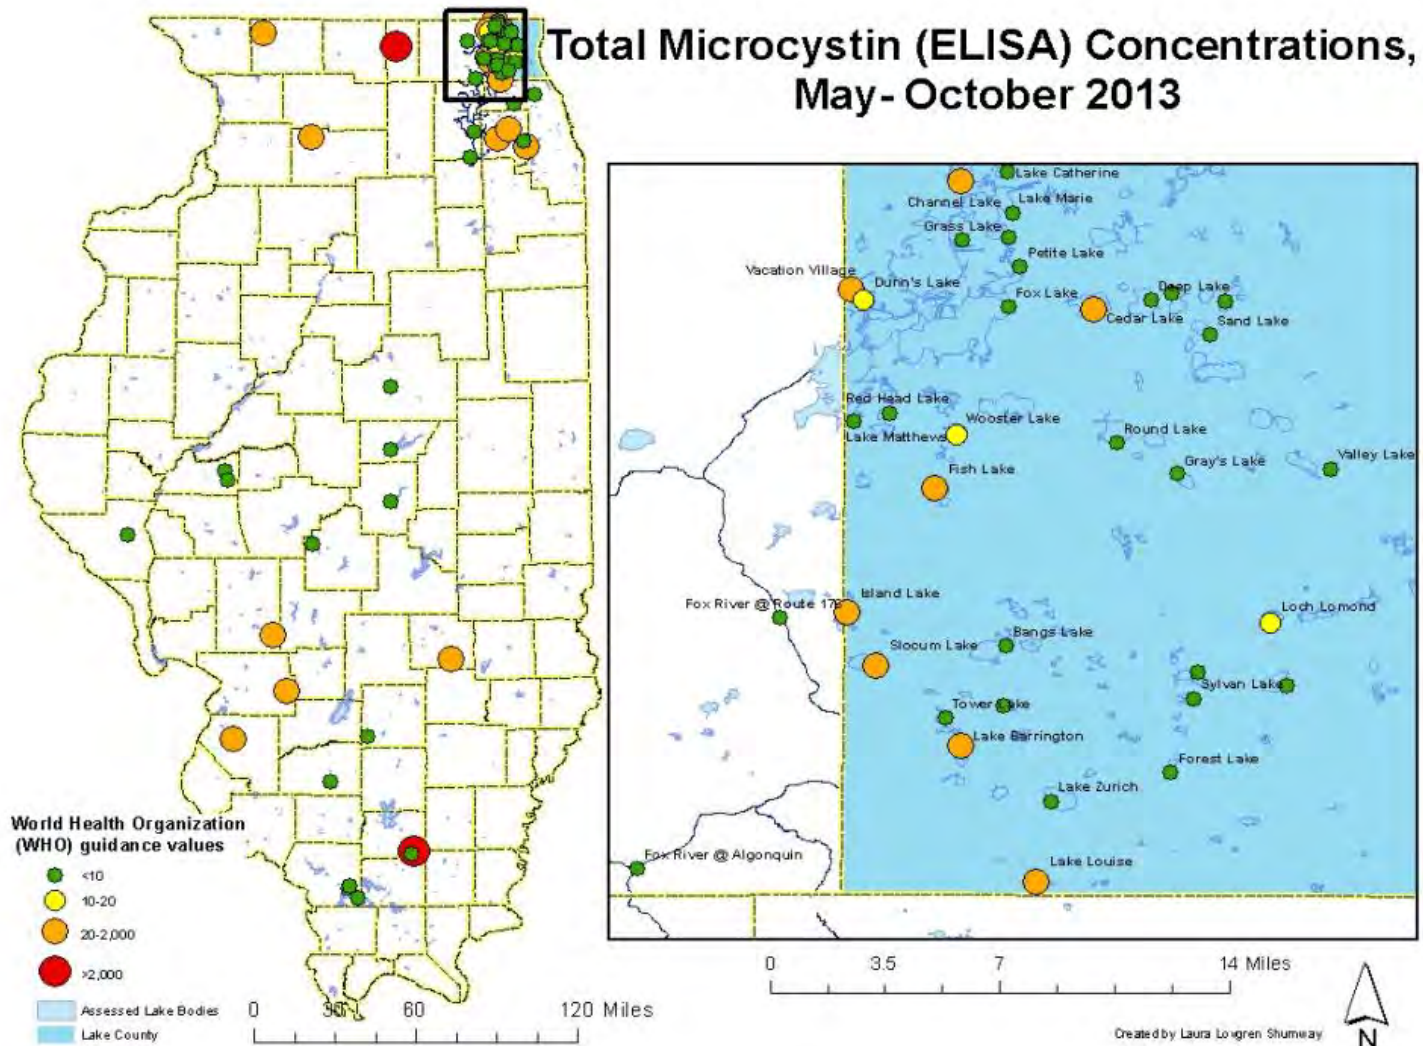 Total Microcystin (ELISA) Concentrations,
May- October 2013
Lake Catherine
Channel Lake
Lake Marie
Grass Lake
Petite Lake
Vacation Village
Dunn's Lake
Fox Lake
Deep Lake
Cedar Lake
Sand Lake
Red Head Lake
Wooster Lake
Lake Matthews
Round Lake
Fish Lake
Gray's Lake
Valley Lake
Island Lake
Fox River @ Route 176
Loch Lomond
Bangs Lake
Slocum Lake
Sylvan Lake
Tower Lake
Lake Barrington
Forest Lake
Lake Zurich
Fox River @ Algonquin
Lake Louise
World Health Organization
(WHO) guidance values
<10
10-20
20-2,000
>2,000
Assessed Lake Bodies
Lake County
0 30 60 120 Miles
0 3.5 7 14 Miles
Created by Laura Lovgren Shumway
N